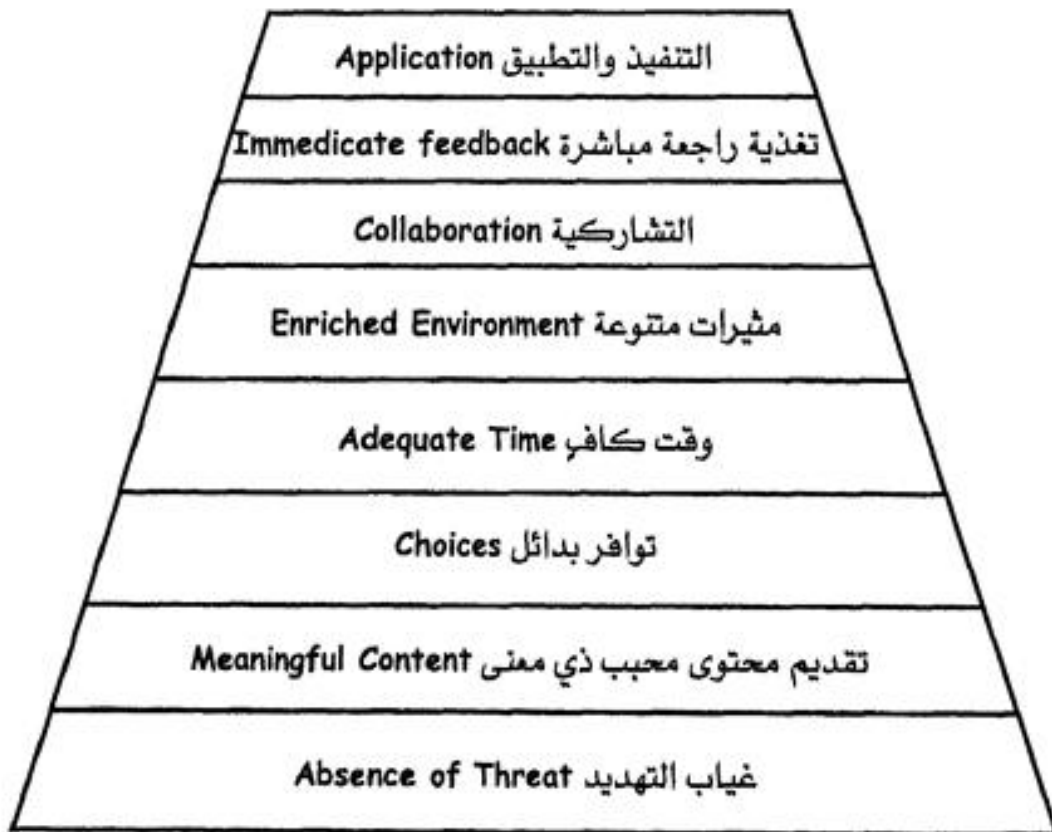 التنفيذ والتطبيق Application
تغذية راجعة مباشرة Immedicate feedback
التشاركية Collaboration
مثيرات متنوعة Enriched Environment
وقت كافٍ Adequate Time
توافر بدائل Choices
تقديم محتوى محبب ذي معنى Meaningful Content
غياب التهديد Absence of Threat